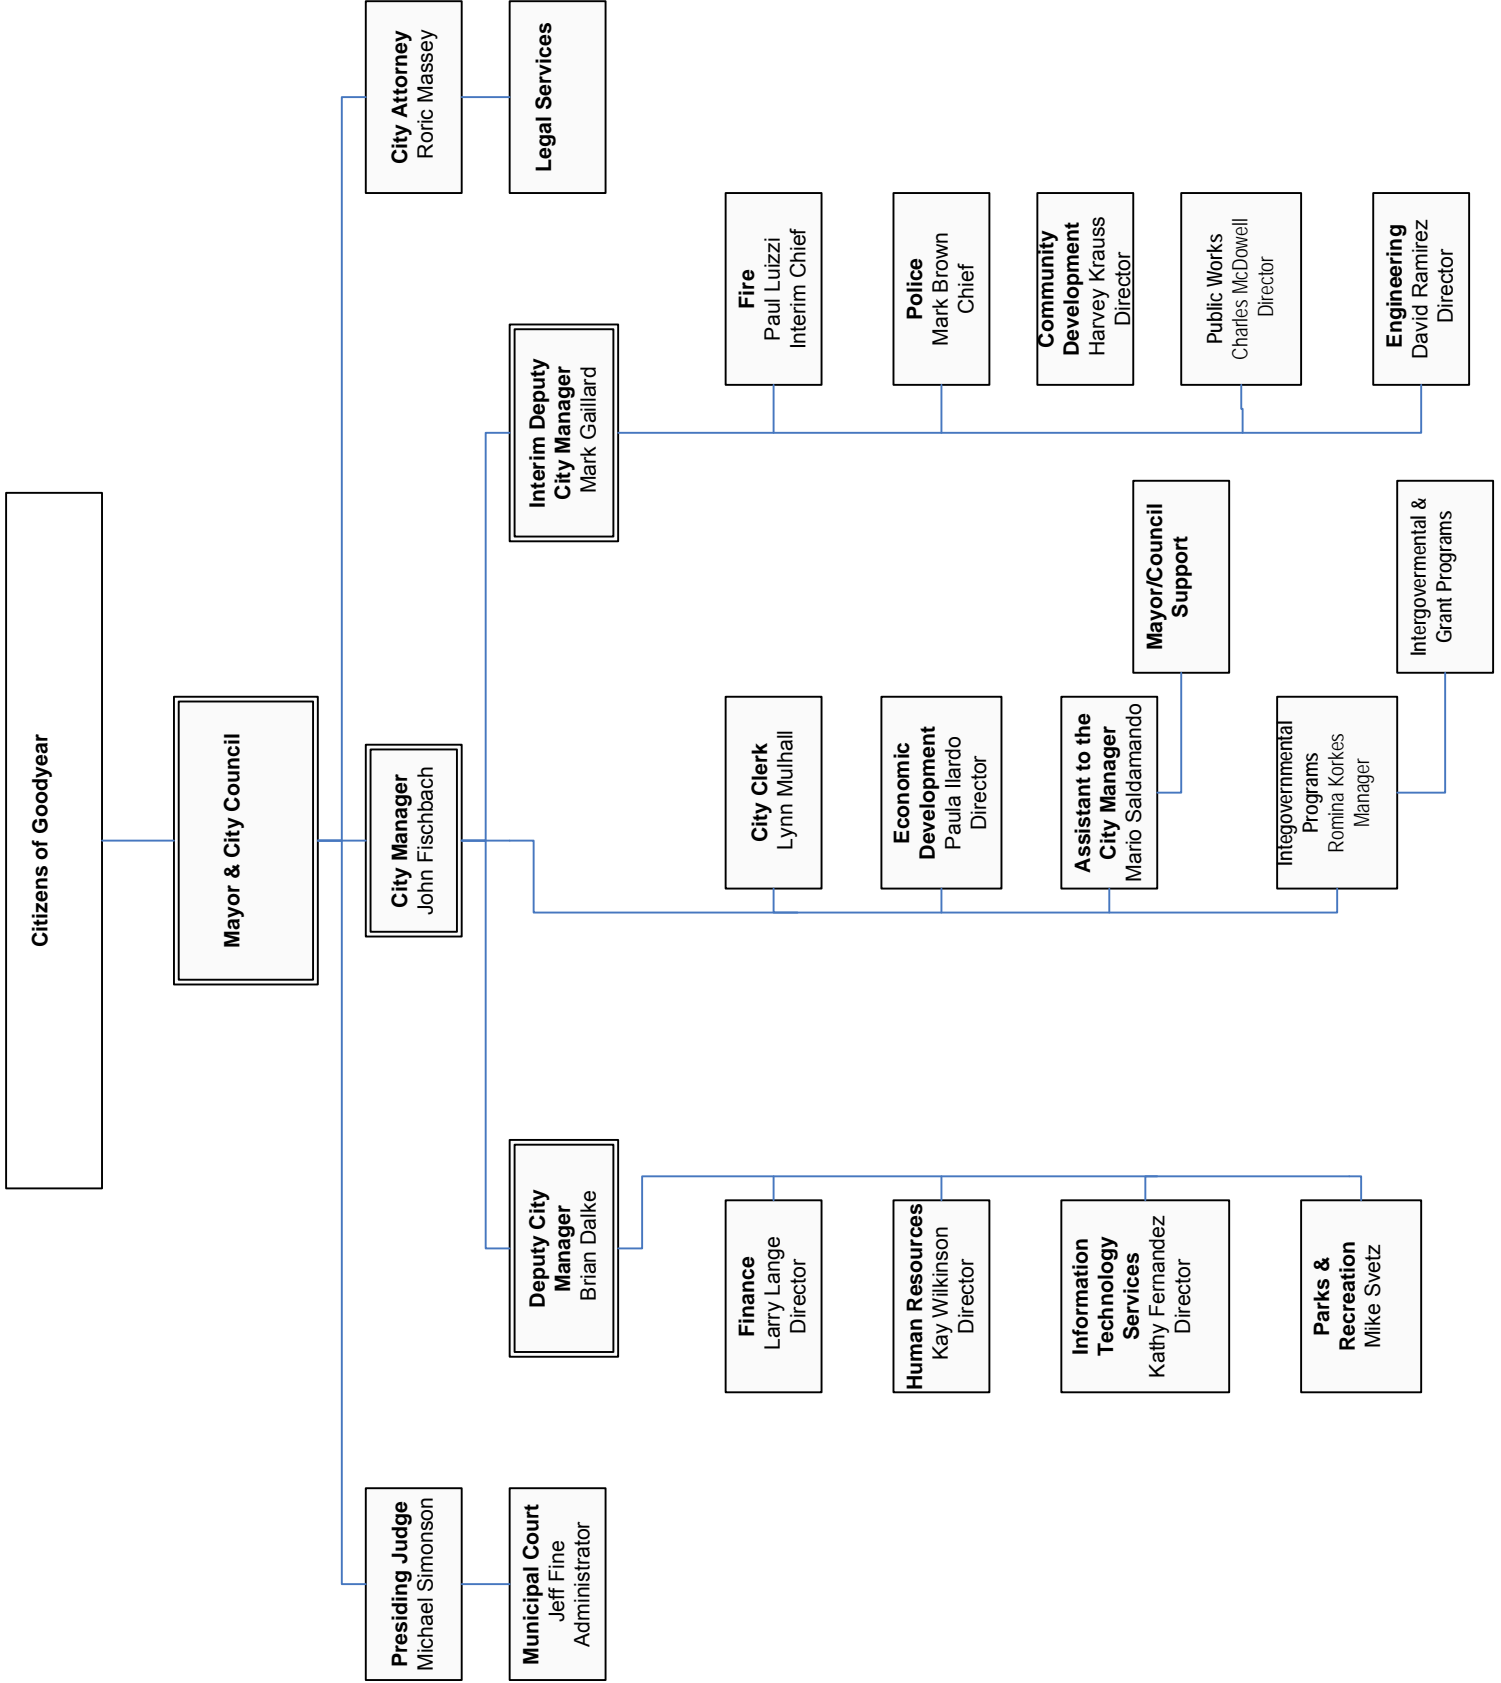 Citizens of Goodyear
Mayor & City Council
Presiding Judge
Michael Simonson
City Manager
John Fischbach
City Attorney
Roric Massey
Municipal Court
Jeff Fine
Administrator
Deputy City
Manager
Brian Dalke
Interim Deputy
City Manager
Mark Gaillard
Legal Services
Finance
Larry Lange
Director
Human Resources
Kay Wilkinson
Director
Information
Technology
Services
Kathy Fernandez
Director
Parks &
Recreation
Mike Svetz
City Clerk
Lynn Mulhall
Economic
Development
Paula Ilardo
Director
Assistant to the
City Manager
Mario Saldamando
Mayor/Council
Support
Integovernmental
Programs
Romina Korkes
Manager
Intergovermental &
Grant Programs
Fire
Paul Luizzi
Interim Chief
Police
Mark Brown
Chief
Community
Development
Harvey Krauss
Director
Public Works
Charles McDowell
Director
Engineering
David Ramirez
Director